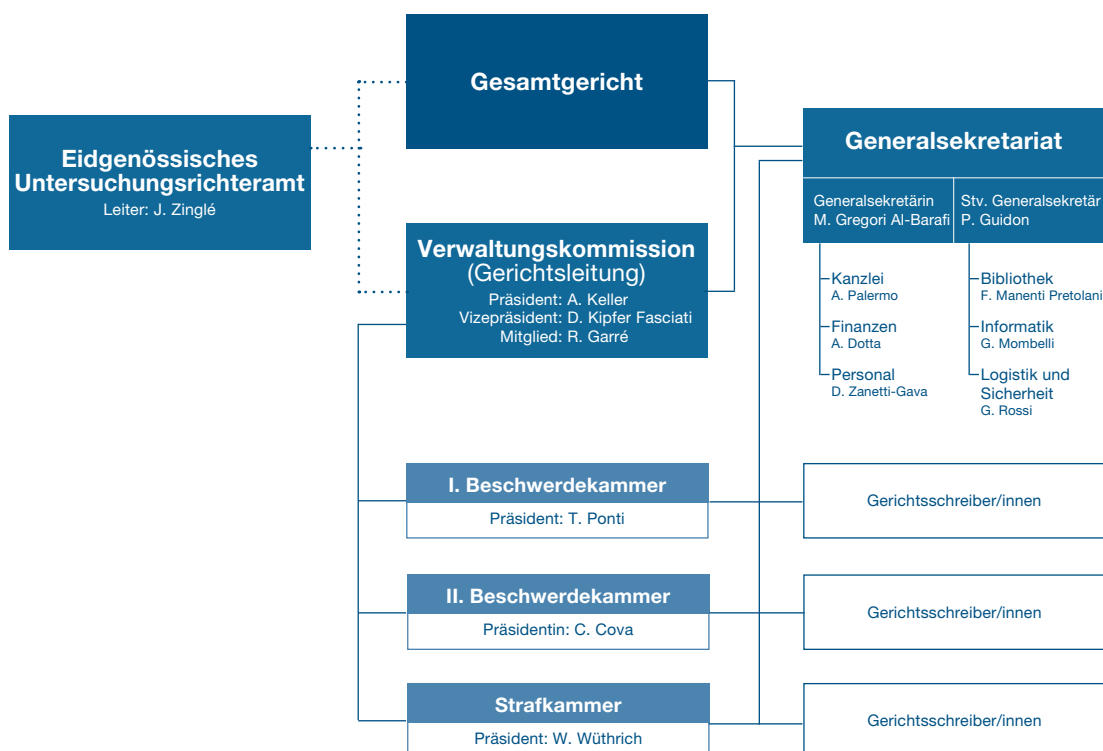 Gesamtgericht
Eidgenössisches
Untersuchungsrichteramt
Leiter: J. Zinglé
Verwaltungskommission
(Gerichtsleitung)
Präsident: A. Keller
Vizepräsident: D. Kipfer Fasciati
Mitglied: R. Garré
Generalsekretariat
Generalsekretärin
M. Gregori Al-Barafi
Stv. Generalsekretär
P. Guidon
Kanzlei
A. Palermo
Finanzen
A. Dotta
Personal
D. Zanetti-Gava
Bibliothek
F. Manenti Pretolani
Informatik
G. Mombelli
Logistik und
Sicherheit
G. Rossi
I. Beschwerdekammer
Präsident: T. Ponti
Gerichtsschreiber/innen
II. Beschwerdekammer
Präsidentin: C. Cova
Gerichtsschreiber/innen
Strafkammer
Präsident: W. Wüthrich
Gerichtsschreiber/innen